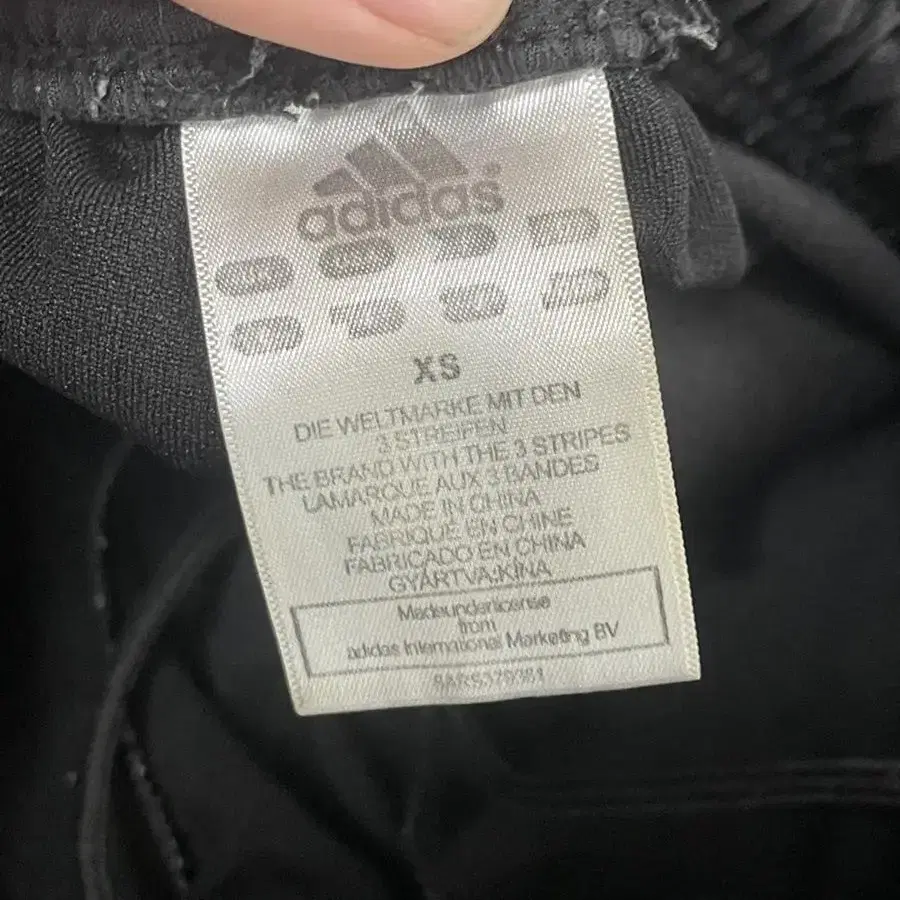 adidas
XS
DIE WELTMARKE MIT DEN
3 STREIFEN
THE BRAND WITH THE 3 STRIPES
LAMARQUE AUX 3 BANDES
MADE IN CHINA
FABRIQUE EN CHINE
FABRICADO EN CHINA
GYÁRTVA:KÍNA
Madeunderlicense
from
adidas International Marketing BV